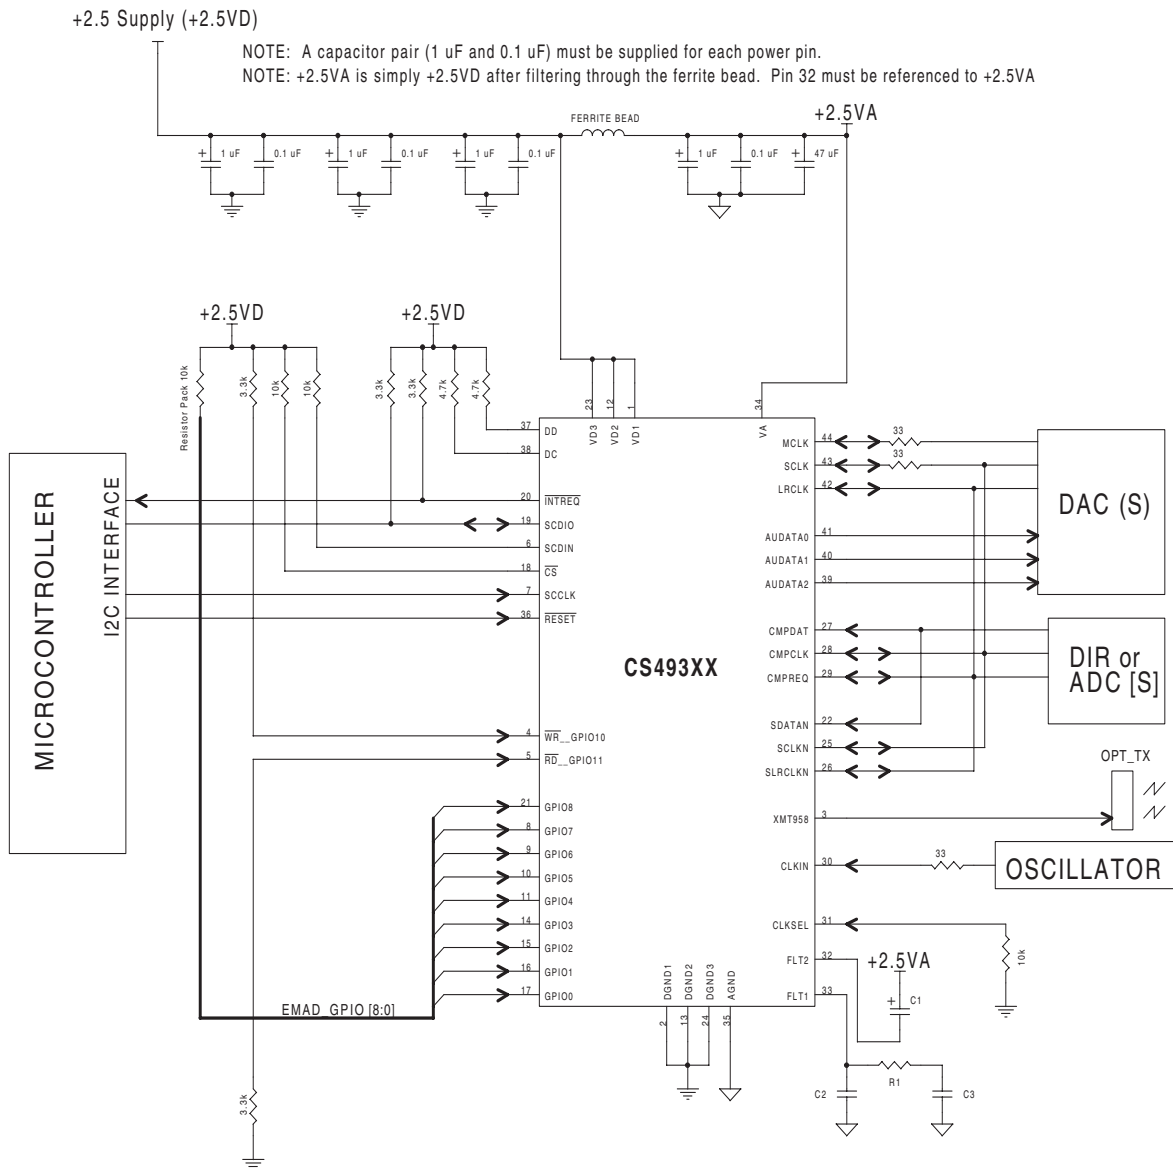 +2.5 Supply (+2.5VD)
NOTE: A capacitor pair (1 uF and 0.1 uF) must be supplied for each power pin.
NOTE: +2.5VA is simply +2.5VD after filtering through the ferrite bead. Pin 32 must be referenced to +2.5VA
FERRITE BEAD
+2.5VA
+ 1 uF 0.1 uF + 1 uF 0.1 uF + 1 uF 0.1 uF + 1 uF 0.1 uF + 47 uF
+2.5VD
+2.5VD
Resistor Pack 10k
3.3k
10k
10k
3.3k
3.3k
4.7k
4.7k
23
VD3
12
VD2
1
VD1
34
VA
MICROCONTROLLER
I2C INTERFACE
37 DD
38 DC
20 INTREQ
19 SCDIO
6 SCDIN
18 CS
7 SCCLK
36 RESET
4 WR__GPIO10
5 RD__GPIO11
21 GPIO8
8 GPIO7
9 GPIO6
10 GPIO5
11 GPIO4
14 GPIO3
15 GPIO2
16 GPIO1
17 GPIO0
EMAD_GPIO [8:0]
3.3k
CS493XX
MCLK 44 33
SCLK 43 33
LRCLK 42
AUDATA0 41
AUDATA1 40
AUDATA2 39
DAC (S)
CMPDAT 27
CMPCLK 28
CMPREQ 29
DIR or
ADC [S]
SDATAN 22
SCLKN 25
SLRCLKN 26
OPT_TX
XMT958 3
CLKIN 30 33
OSCILLATOR
CLKSEL 31
10k
FLT2 32
+2.5VA
+ C1
FLT1 33
DGND1
2
DGND2
13
DGND3
24
AGND
35
R1
C2
C3